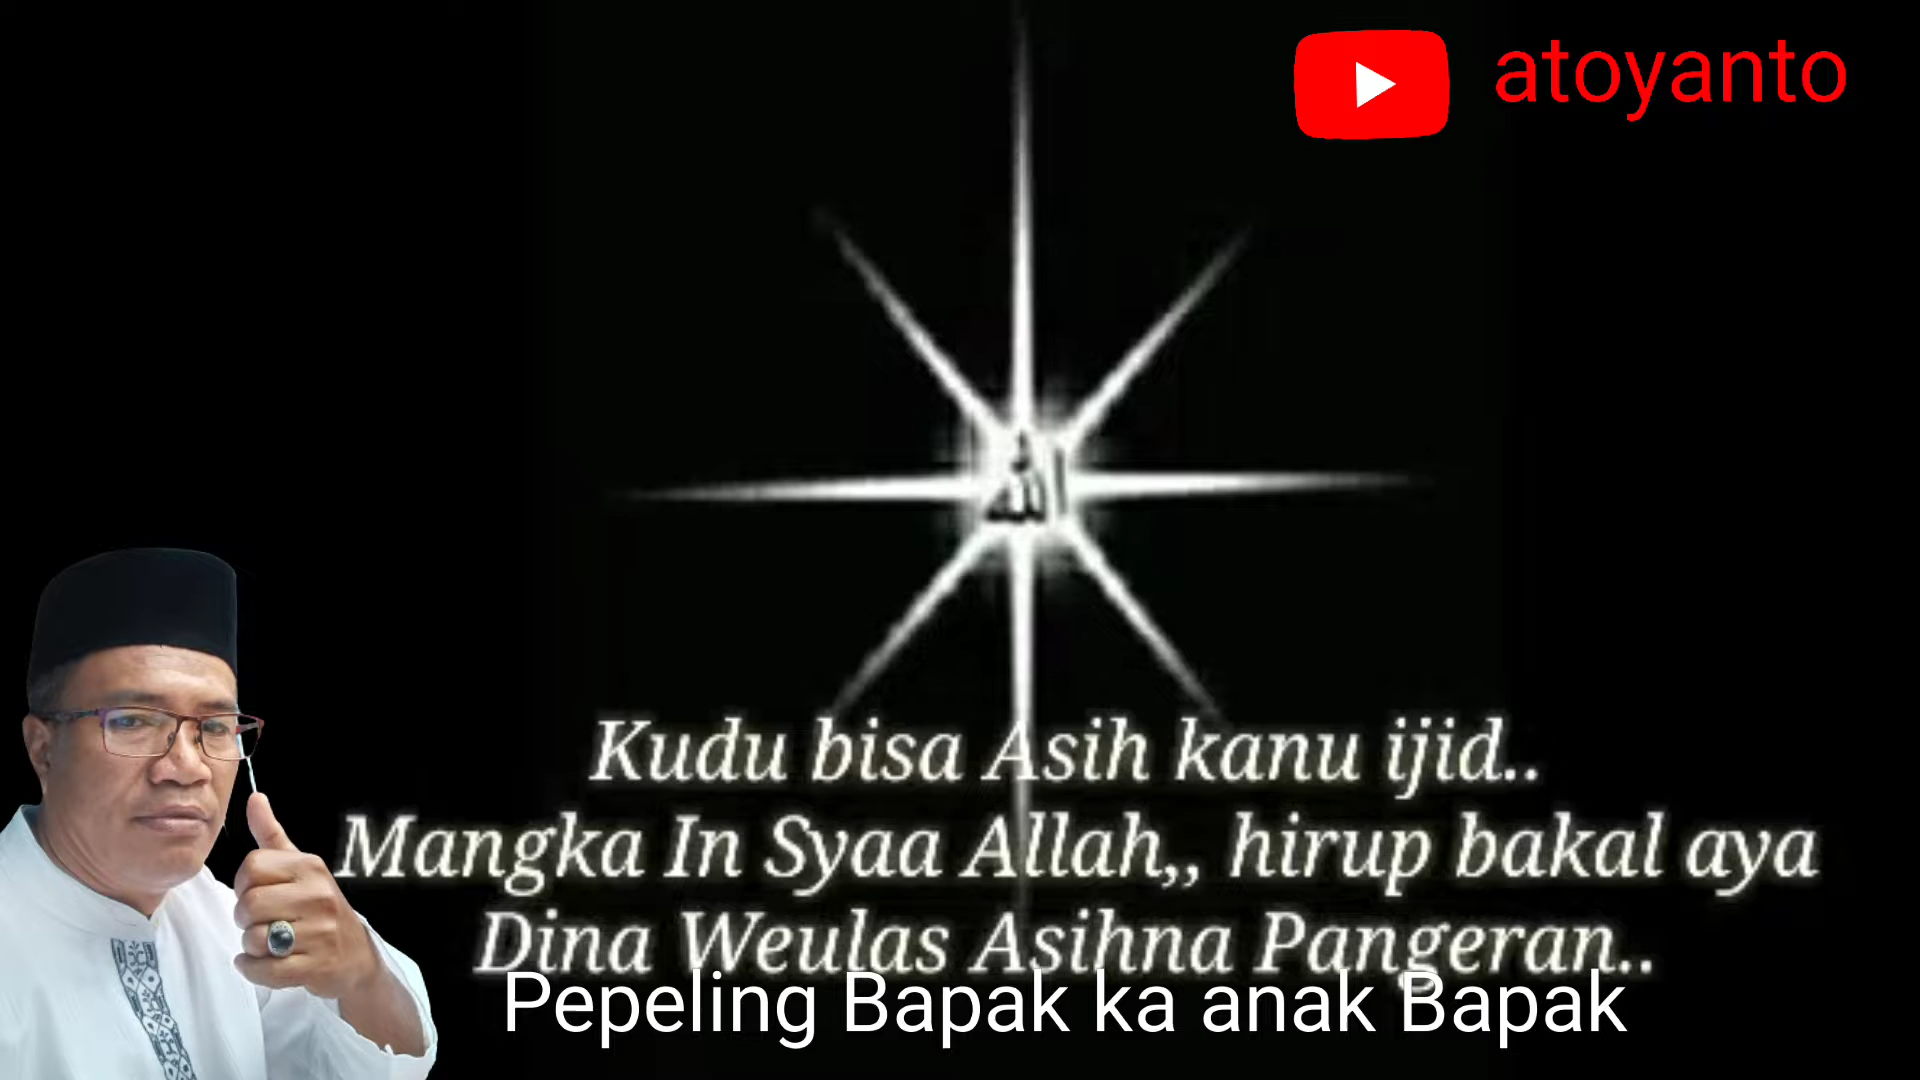 atoyanto
الله
Kudu bisa Asih kanu ijid..
Mangka In Syaa Allah,, hirup bakal aya
Dina Weulas Asihna Pangeran..
Pepeling Bapak ka anak Bapak